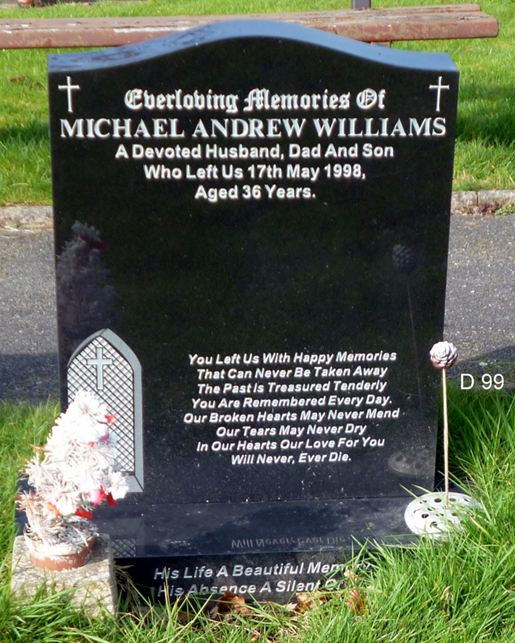 Everloving Memories Of
MICHAEL ANDREW WILLIAMS
A Devoted Husband, Dad And Son
Who Left Us 17th May 1998,
Aged 36 Years.
You Left Us With Happy Memories
That Can Never Be Taken Away
The Past Is Treasured Tenderly
You Are Remembered Every Day.
Our Broken Hearts May Never Mend
Our Tears May Never Dry
In Our Hearts Our Love For You
Will Never, Ever Die.
D 99
His Life A Beautiful Memory
His Absence A Silent